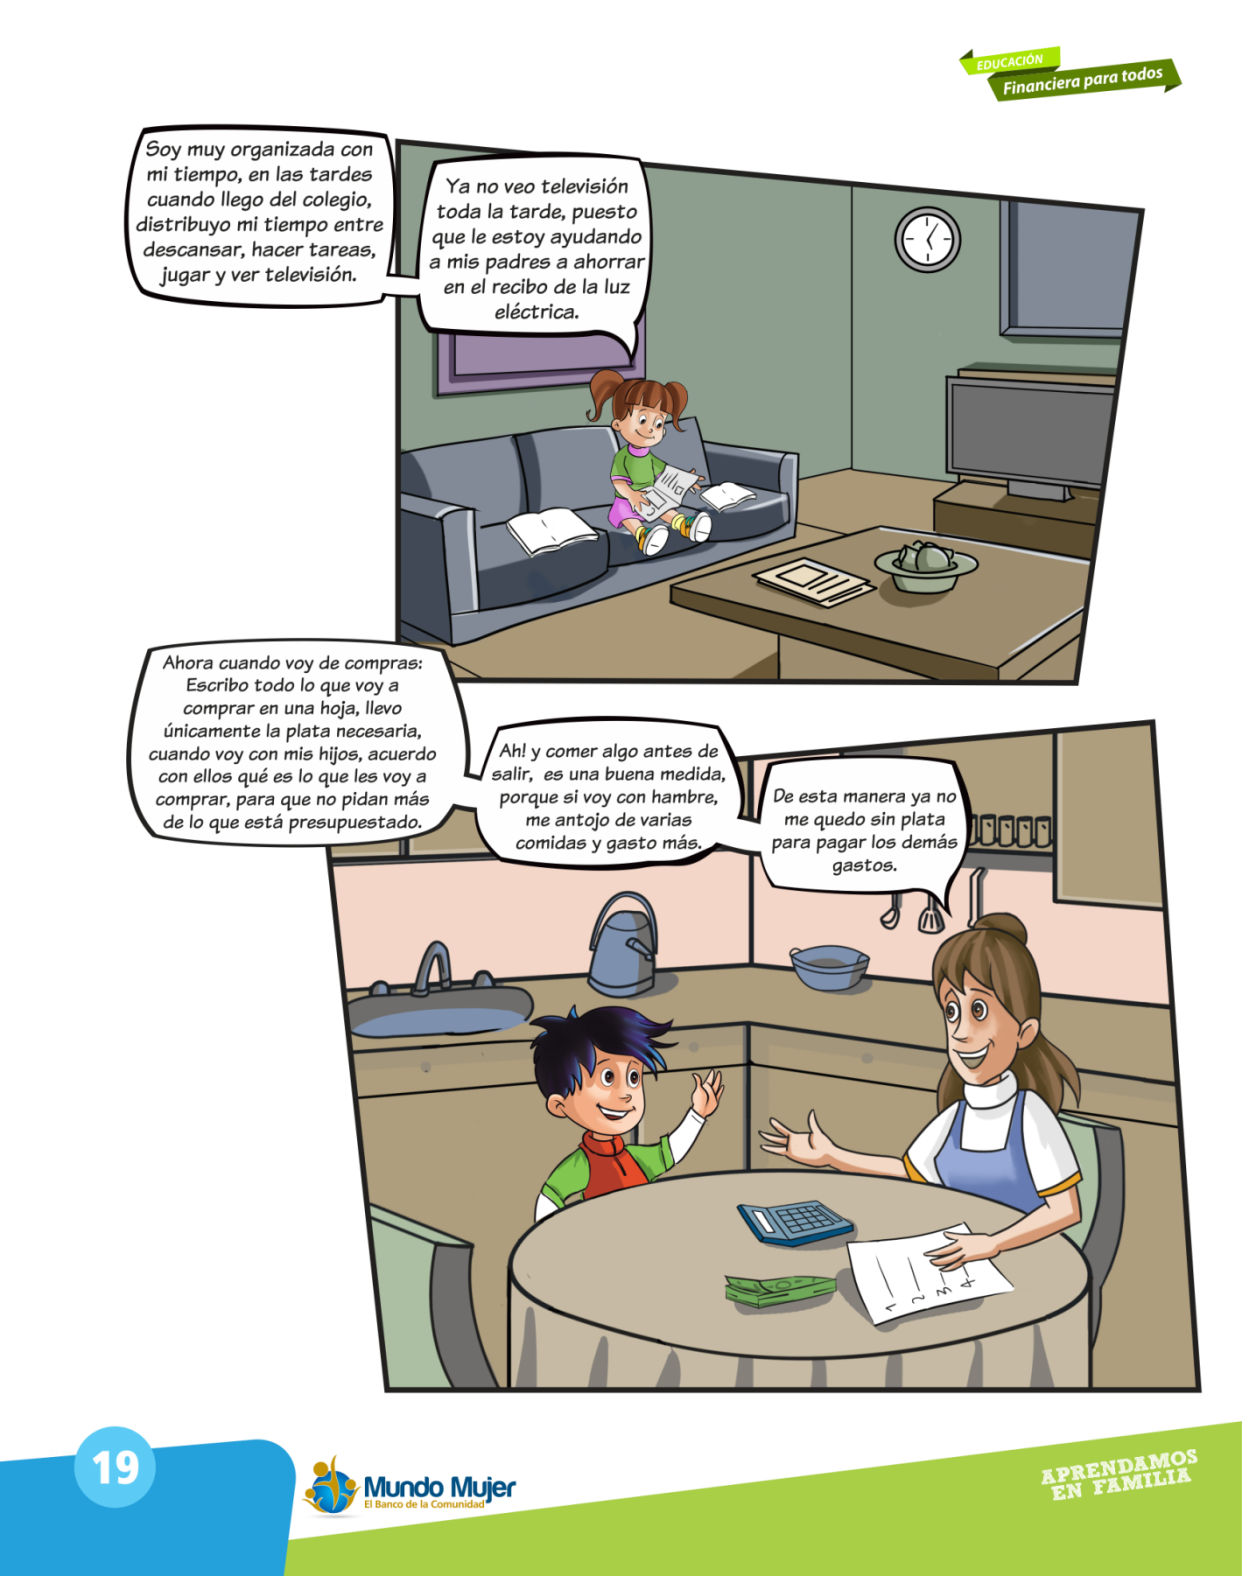 EDUCACIÓN
Financiera para todos
Soy muy organizada con
mi tiempo, en las tardes
cuando llego del colegio,
distribuyo mi tiempo entre
descansar, hacer tareas,
jugar y ver televisión.
Ya no veo televisión
toda la tarde, puesto
que le estoy ayudando
a mis padres a ahorrar
en el recibo de la luz
eléctrica.
Ahora cuando voy de compras:
Escribo todo lo que voy a
comprar en una hoja, llevo
únicamente la plata necesaria,
cuando voy con mis hijos, acuerdo
con ellos qué es lo que les voy a
comprar, para que no pidan más
de lo que está presupuestado.
Ah! y comer algo antes de
salir, es una buena medida,
porque si voy con hambre,
me antojo de varias
comidas y gasto más.
De esta manera ya no
me quedo sin plata
para pagar los demás
gastos.
1
2
3
4
19
Mundo Mujer
El Banco de la Comunidad
APRENDAMOS
EN FAMILIA